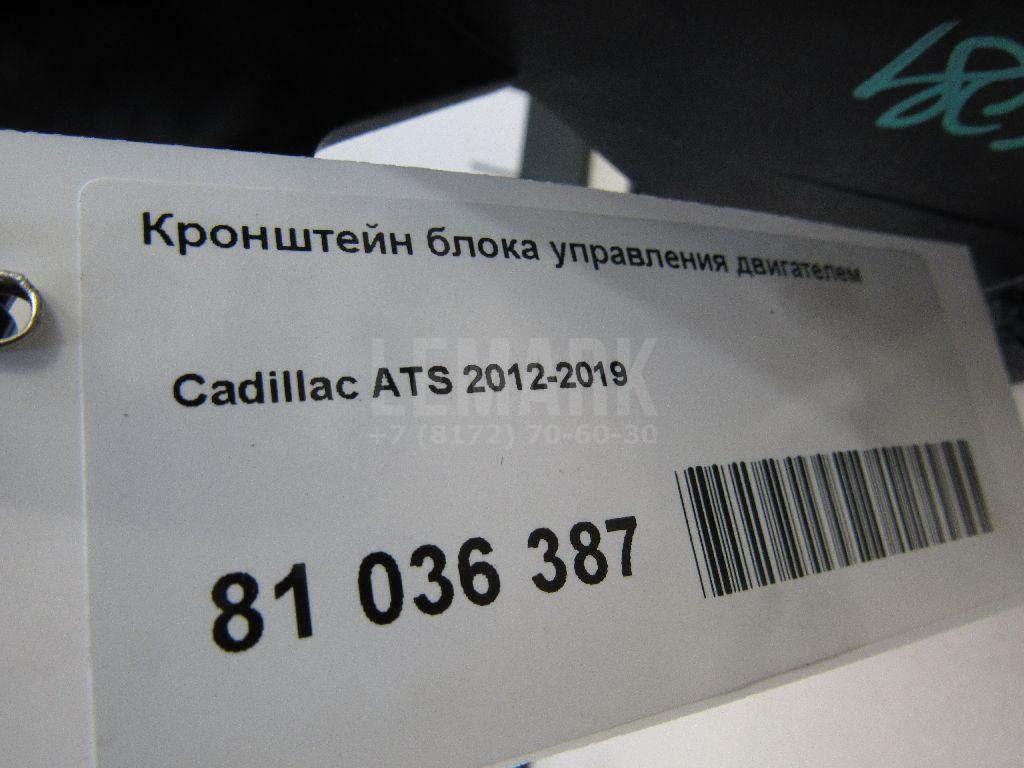 Кронштейн блока управления двигателем
Cadillac ATS 2012-2019
LEMARK
+7 (8172) 70-60-30
81 036 387